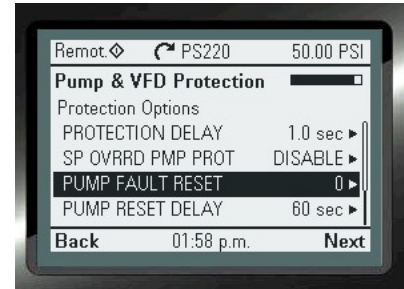 Remot. PS220 50.00 PSI
Pump & VFD Protection
Protection Options
PROTECTION DELAY 1.0 sec
SP OVRRD PMP PROT DISABLE
PUMP FAULT RESET 0
PUMP RESET DELAY 60 sec
Back 01:58 p.m. Next